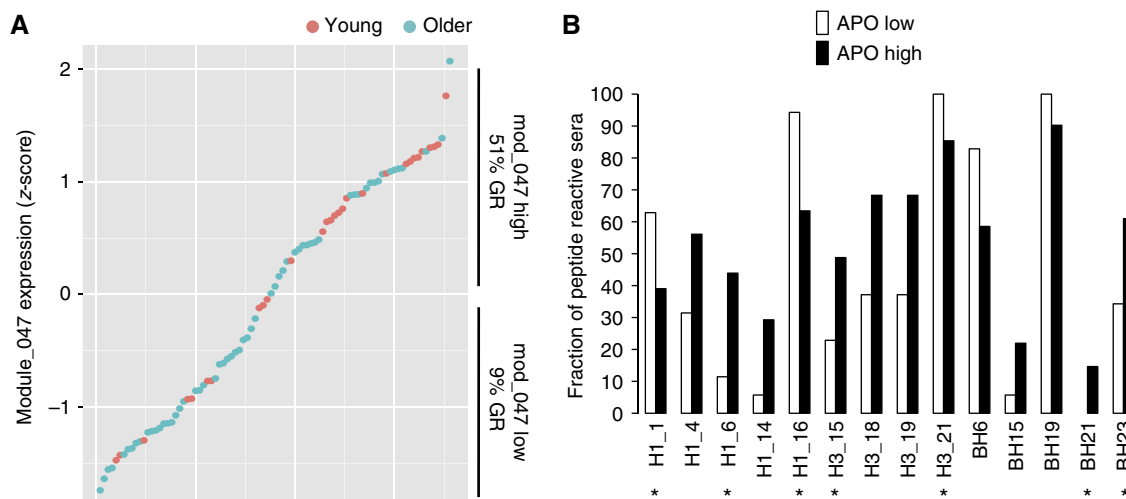 A
Young
Older
Module_047 expression (z-score)
2
1
0
−1
mod_047 high
51% GR
mod_047 low
9% GR
B
APO low
APO high
Fraction of peptide reactive sera
100
90
80
70
60
50
40
30
20
10
0
H1_1
H1_4
H1_6
H1_14
H1_16
H3_15
H3_18
H3_19
H3_21
BH6
BH15
BH19
BH21
BH23
* * * * * * *